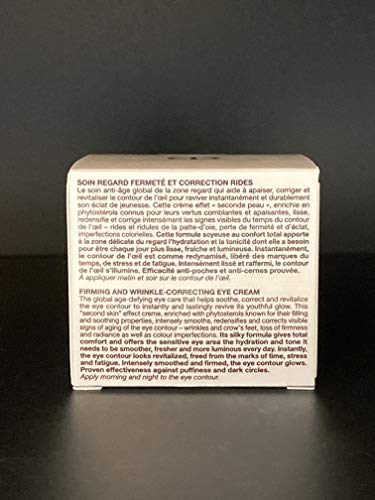 SOIN REGARD FERMETÉ ET CORRECTION RIDES
Le soin anti-âge global de la zone regard qui aide à apaiser, corriger et
revitaliser le contour de l'œil pour raviver instantanément et durablement
son éclat de jeunesse. Cette crème effet « seconde peau », enrichie en
phytostérols connus pour leurs vertus comblantes et apaisantes, lisse,
redensifie et corrige intensément les signes visibles du temps du contour
de l'œil – rides et ridules de la patte-d'oie, perte de fermeté et d'éclat,
imperfections colorielles. Cette formule soyeuse au confort total apporte
à la zone délicate du regard l'hydratation et la tonicité dont elle a besoin
pour être chaque jour plus lisse, fraîche et lumineuse. Instantanément,
le contour de l'œil est comme redynamisé, libéré des marques du
temps, de stress et de fatigue. Intensément lissé et raffermi, le contour
de l'œil s'illumine. Efficacité anti-poches et anti-cernes prouvée.
A appliquer matin et soir sur le contour de l'œil.
FIRMING AND WRINKLE-CORRECTING EYE CREAM
The global age-defying eye care that helps soothe, correct and revitalize
the eye contour to instantly and lastingly revive its youthful glow. This
"second skin" effect creme, enriched with phytosterols known for their filling
and soothing properties, intensely smooths, redensifies and corrects visible
signs of aging of the eye contour – wrinkles and crow's feet, loss of firmness
and radiance as well as colour imperfections. Its silky formula gives total
comfort and offers the sensitive eye area the hydration and tone it
needs to be smoother, fresher and more luminous every day. Instantly,
the eye contour looks revitalized, freed from the marks of time, stress
and fatigue. Intensely smoothed and firmed, the eye contour glows.
Proven effectiveness against puffiness and dark circles.
Apply morning and night to the eye contour.